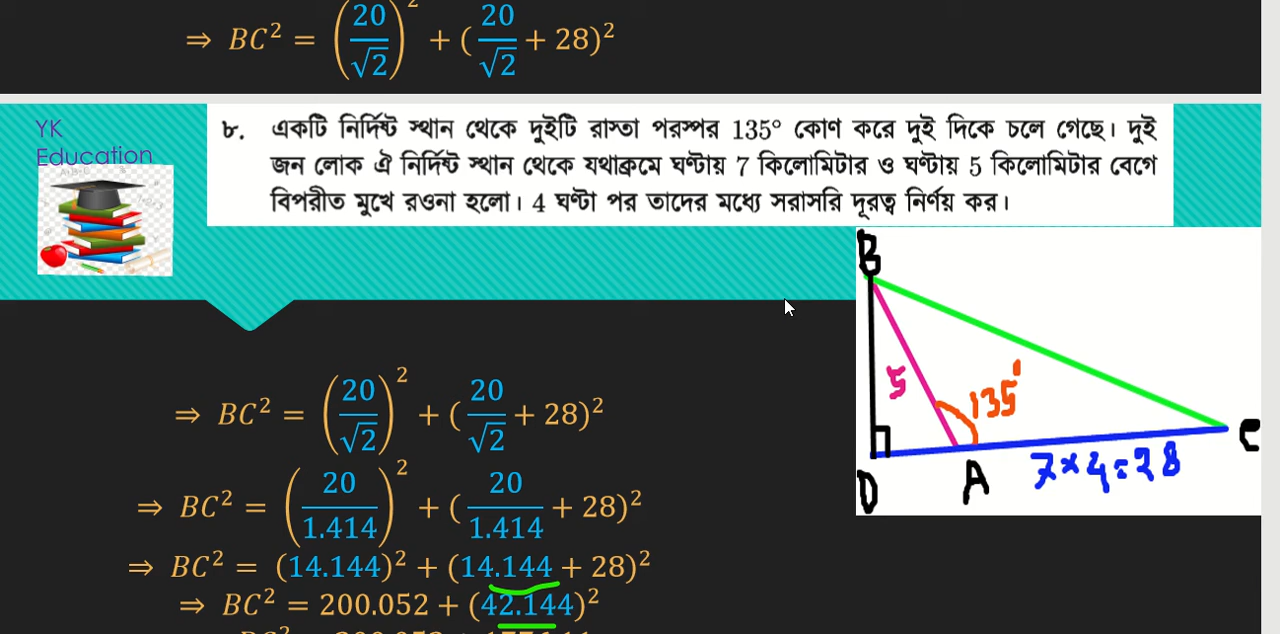 ⇒ BC² = (20/√2)² + (20/√2 + 28)²
YK
Education
৮. একটি নির্দিষ্ট স্থান থেকে দুইটি রাস্তা পরস্পর 135° কোণ করে দুই দিকে চলে গেছে। দুই
জন লোক ঐ নির্দিষ্ট স্থান থেকে যথাক্রমে ঘণ্টায় 7 কিলোমিটার ও ঘণ্টায় 5 কিলোমিটার বেগে
বিপরীত মুখে রওনা হলো। 4 ঘণ্টা পর তাদের মধ্যে সরাসরি দূরত্ব নির্ণয় কর।
B
5
135°
D
A
C
7×4=28
⇒ BC² = (20/√2)² + (20/√2 + 28)²
⇒ BC² = (20/1.414)² + (20/1.414 + 28)²
⇒ BC² = (14.144)² + (14.144 + 28)²
⇒ BC² = 200.052 + (42.144)²